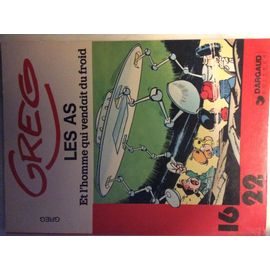 GREG
LES AS
Et l'homme qui vendait du froid
GREG
DARGAUD
16
22